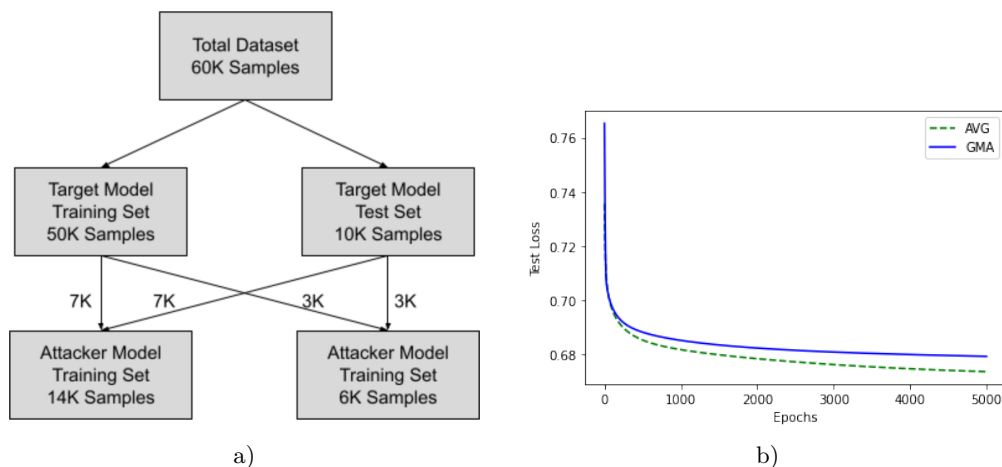 Total Dataset
60K Samples
Target Model
Training Set
50K Samples
Target Model
Test Set
10K Samples
7K
7K
3K
3K
Attacker Model
Training Set
14K Samples
Attacker Model
Training Set
6K Samples
a)
AVG
GMA
0.76
0.74
0.72
0.70
0.68
Test Loss
0
1000
2000
3000
4000
5000
Epochs
b)